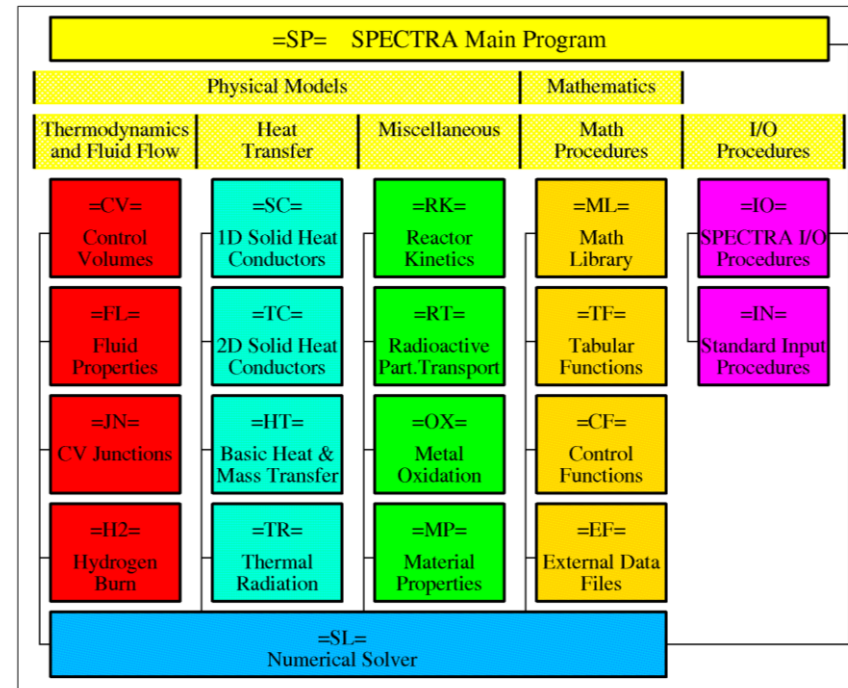 =SP= SPECTRA Main Program
Physical Models
Mathematics
Thermodynamics
and Fluid Flow
Heat
Transfer
Miscellaneous
Math
Procedures
I/O
Procedures
=CV=
Control
Volumes
=SC=
1D Solid Heat
Conductors
=RK=
Reactor
Kinetics
=ML=
Math
Library
=IO=
SPECTRA I/O
Procedures
=FL=
Fluid
Properties
=TC=
2D Solid Heat
Conductors
=RT=
Radioactive
Part.Transport
=TF=
Tabular
Functions
=IN=
Standard Input
Procedures
=JN=
CV Junctions
=HT=
Basic Heat &
Mass Transfer
=OX=
Metal
Oxidation
=CF=
Control
Functions
=H2=
Hydrogen
Burn
=TR=
Thermal
Radiation
=MP=
Material
Properties
=EF=
External Data
Files
=SL=
Numerical Solver